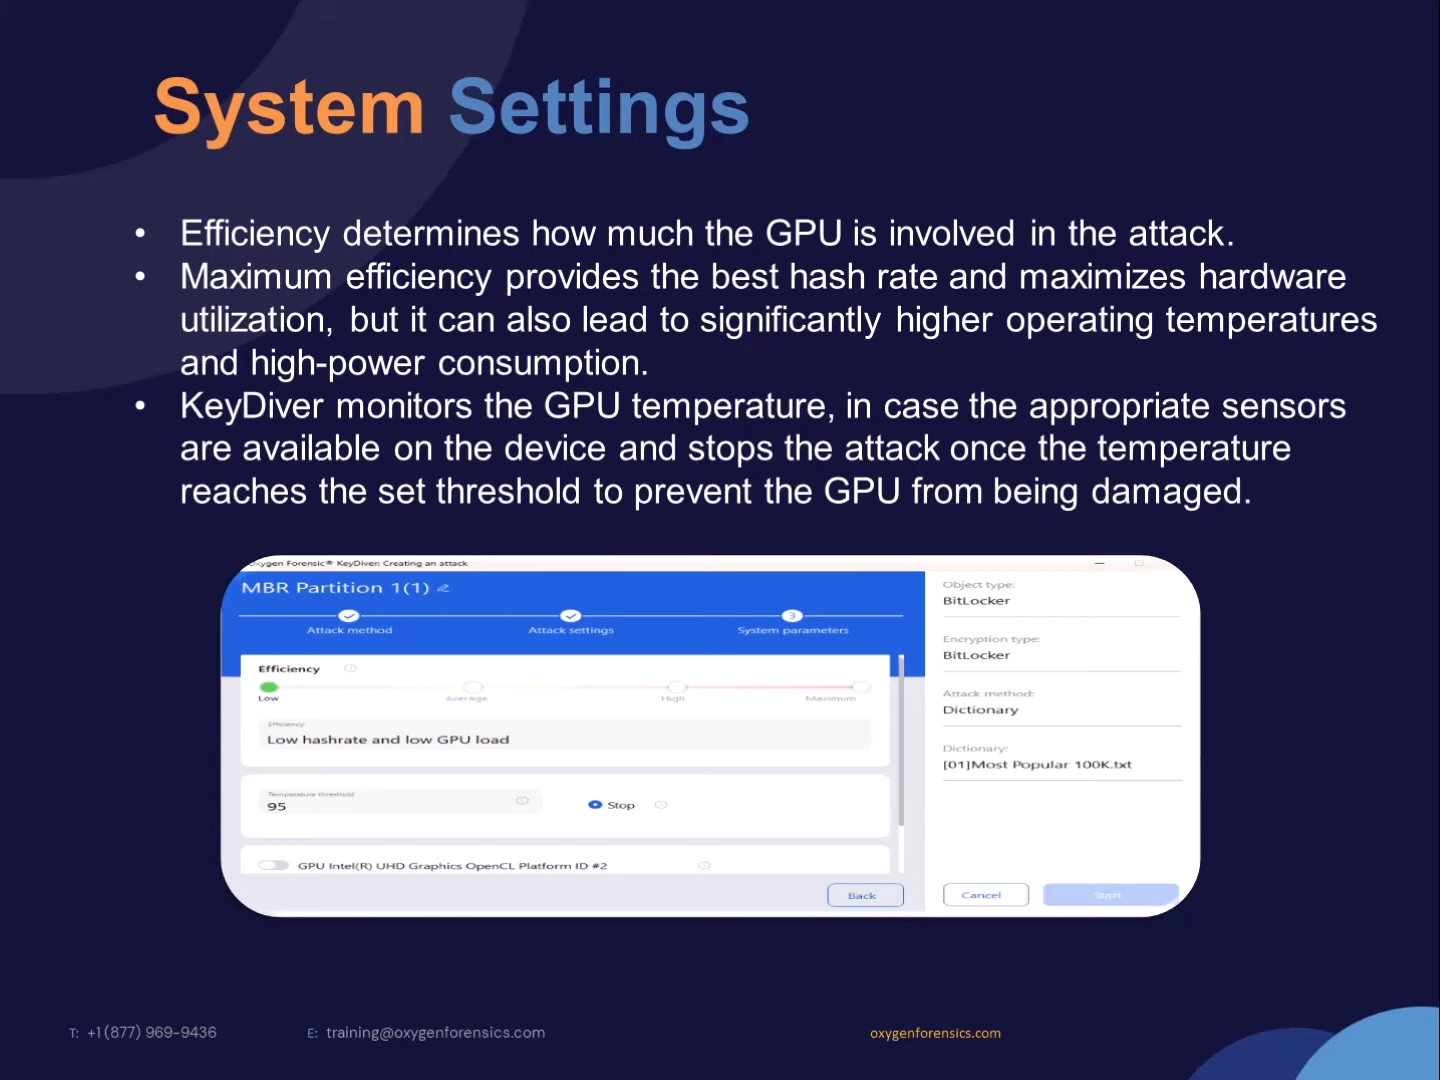 System Settings
• Efficiency determines how much the GPU is involved in the attack.
• Maximum efficiency provides the best hash rate and maximizes hardware
utilization, but it can also lead to significantly higher operating temperatures
and high-power consumption.
• KeyDiver monitors the GPU temperature, in case the appropriate sensors
are available on the device and stops the attack once the temperature
reaches the set threshold to prevent the GPU from being damaged.
Oxygen Forensic® KeyDiver: Creating an attack
MBR Partition 1(1)
Attack method
Attack settings
3
System parameters
Efficiency
Low
Average
High
Maximum
Efficiency
Low hashrate and low GPU load
Temperature threshold
95
Stop
GPU Intel(R) UHD Graphics OpenCL Platform ID #2
Back
Object type:
BitLocker
Encryption type:
BitLocker
Attack method:
Dictionary
Dictionary:
[01]Most Popular 100K.txt
Cancel
Start
T: +1 (877) 969-9436
E: training@oxygenforensics.com
oxygenforensics.com